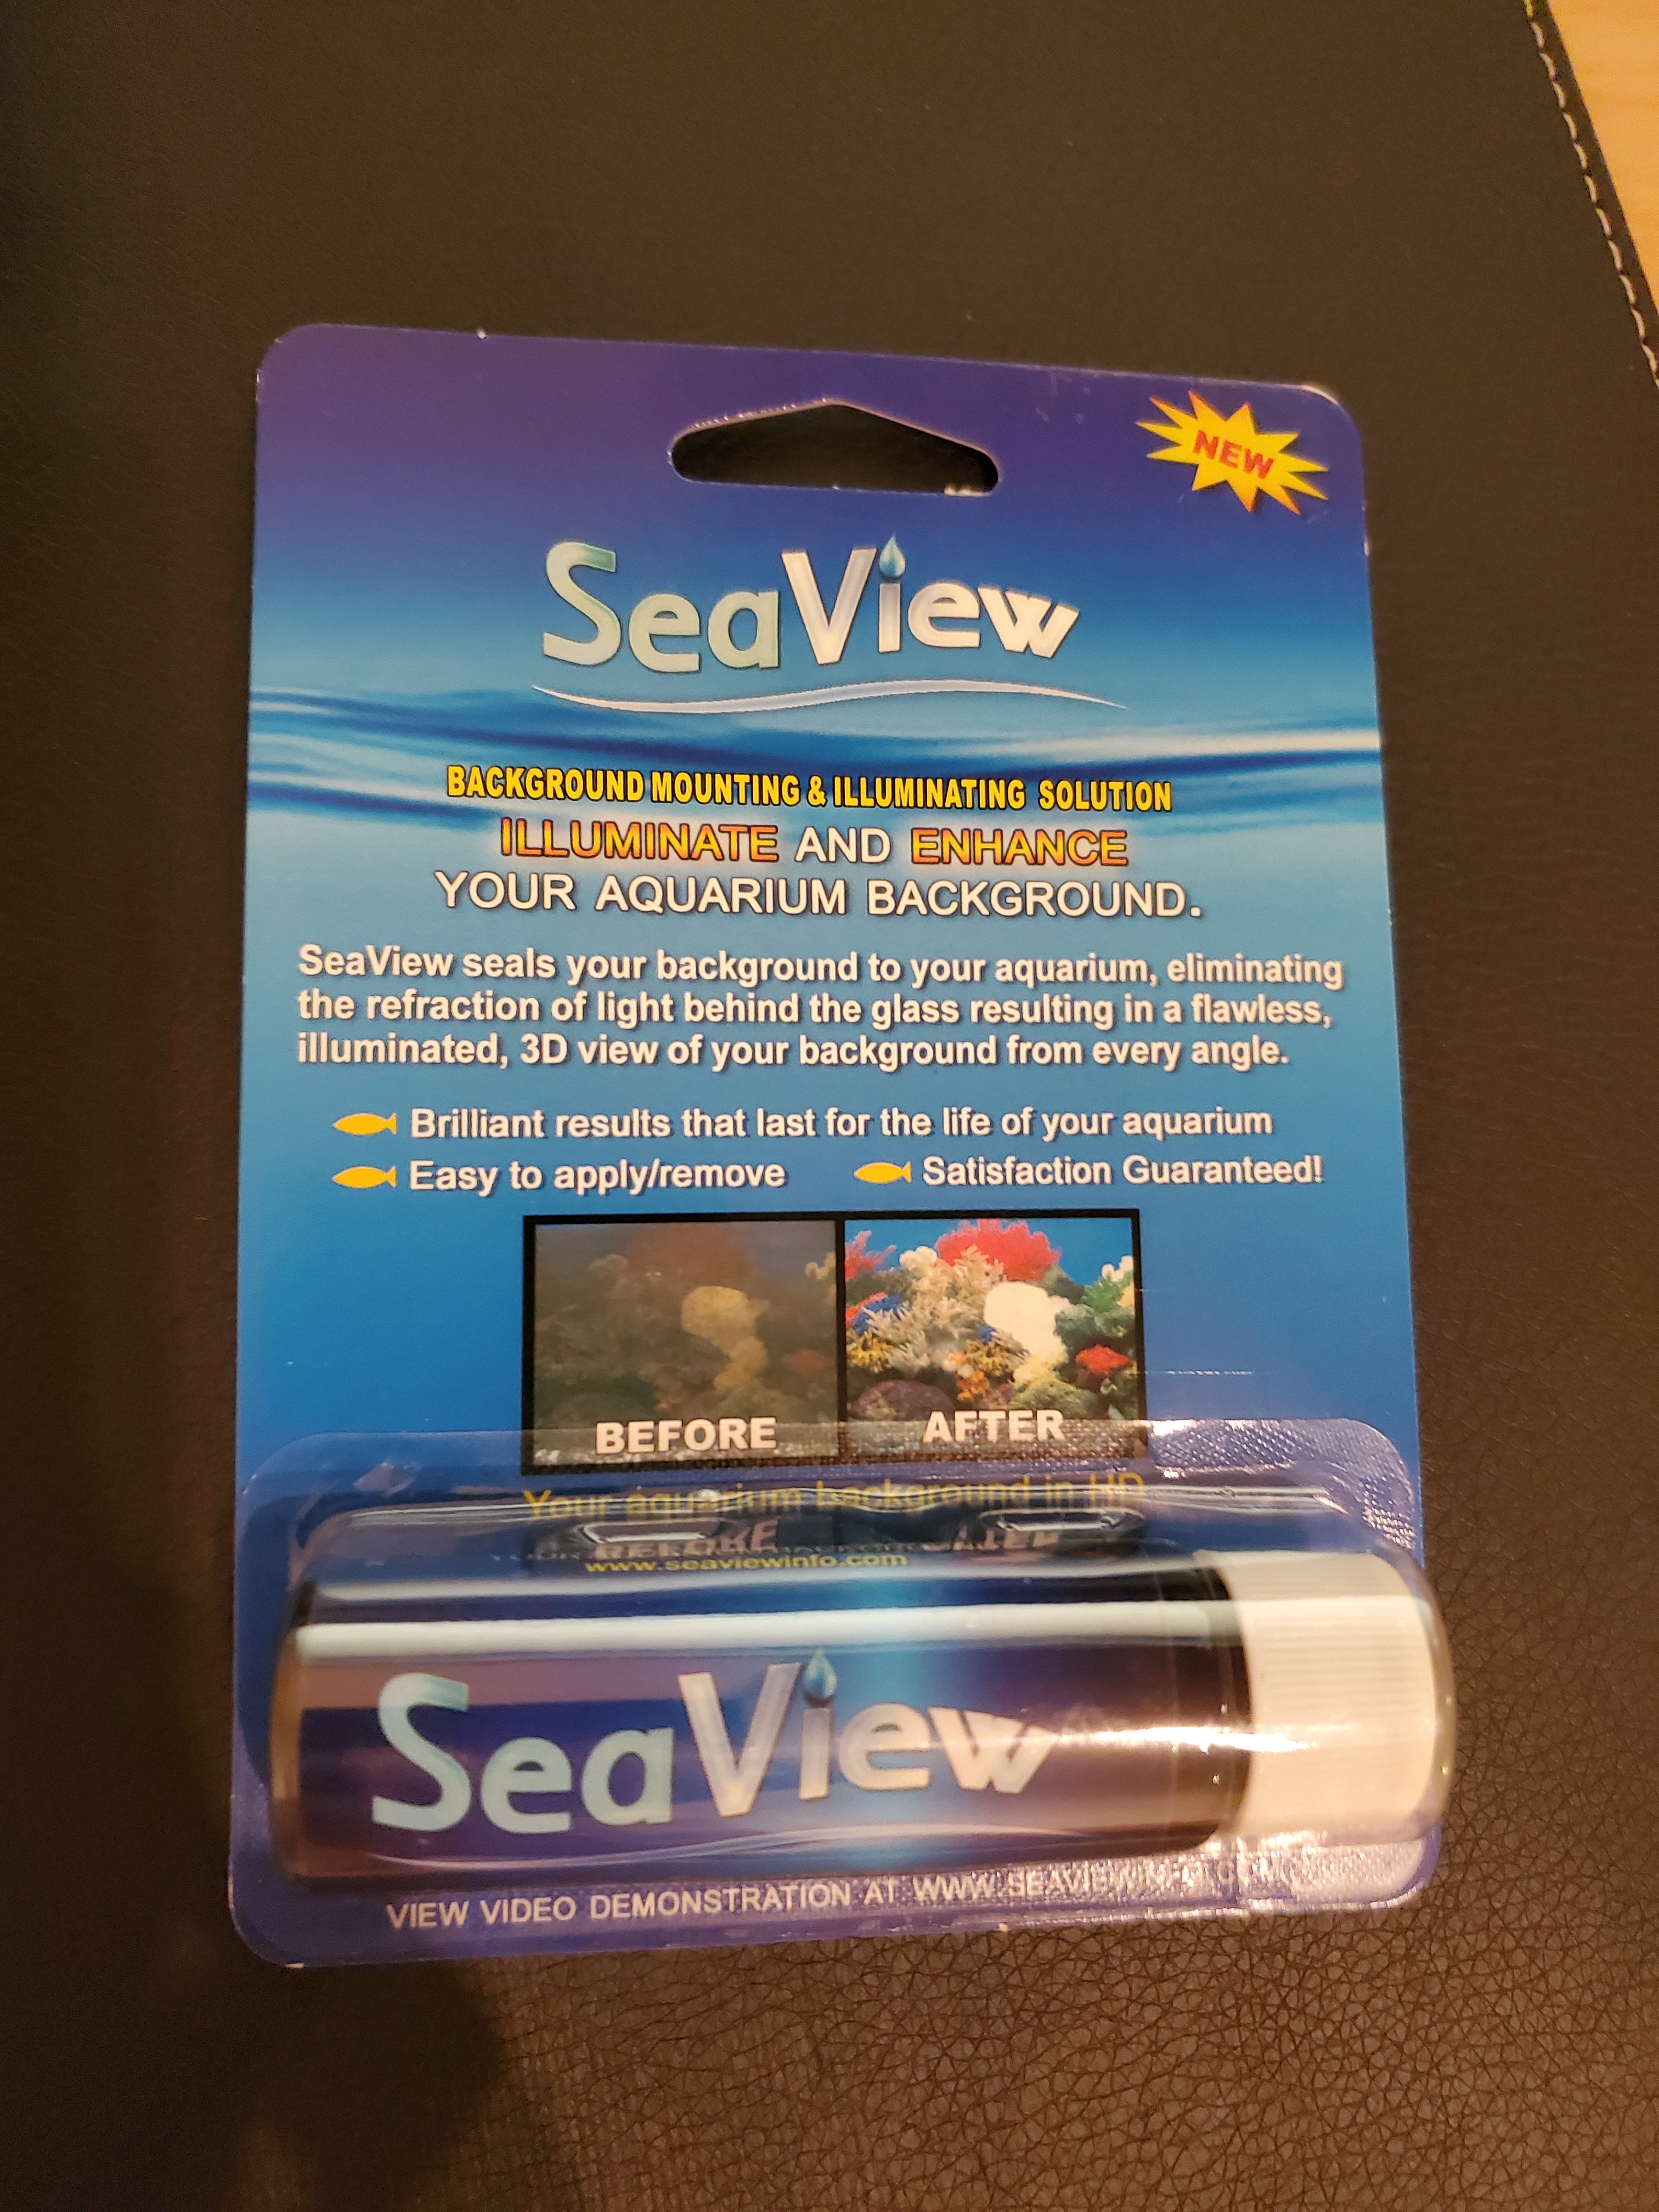 NEW
SeaView
BACKGROUND MOUNTING & ILLUMINATING SOLUTION
ILLUMINATE AND ENHANCE
YOUR AQUARIUM BACKGROUND.
SeaView seals your background to your aquarium, eliminating
the refraction of light behind the glass resulting in a flawless,
illuminated, 3D view of your background from every angle.
Brilliant results that last for the life of your aquarium
Easy to apply/remove Satisfaction Guaranteed!
BEFORE AFTER
Your aquarium background in HD
www.seaviewinfo.com
SeaView
VIEW VIDEO DEMONSTRATION AT WWW.SEAVIEWINFO.COM